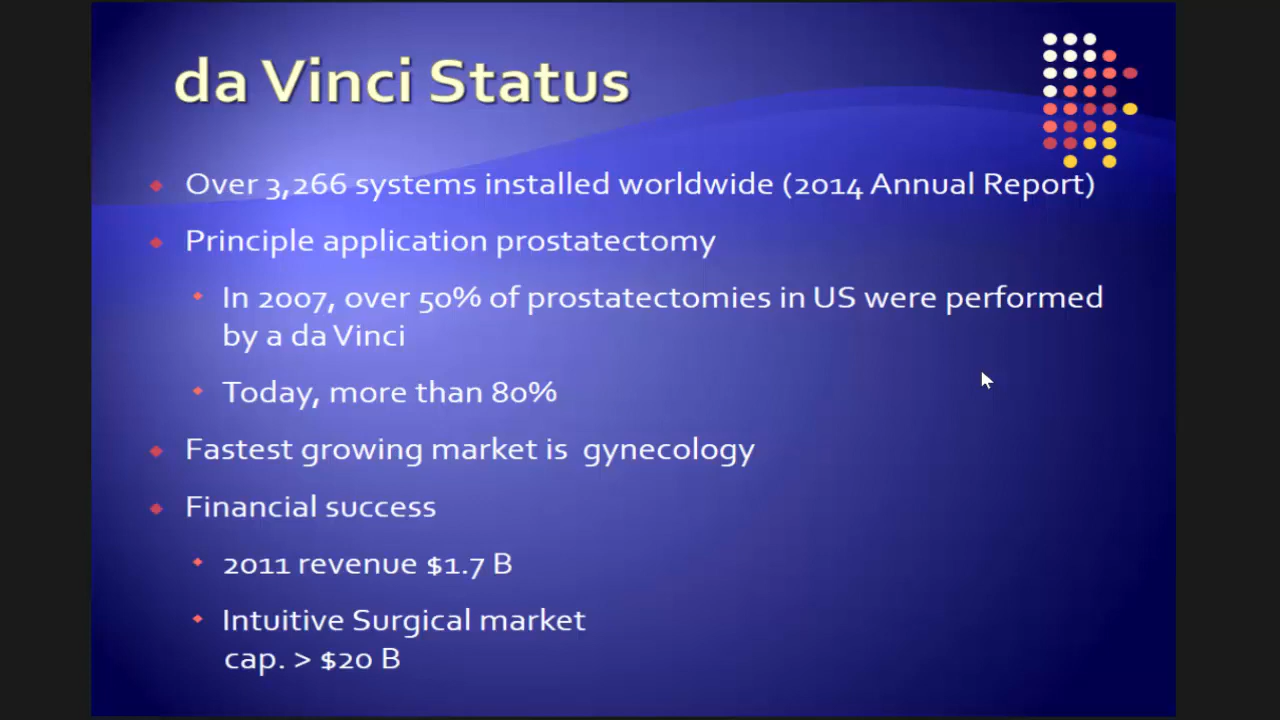 da Vinci Status
Over 3,266 systems installed worldwide (2014 Annual Report)
Principle application prostatectomy
In 2007, over 50% of prostatectomies in US were performed
by a da Vinci
Today, more than 80%
Fastest growing market is  gynecology
Financial success
2011 revenue $1.7 B
Intuitive Surgical market
cap. > $20 B